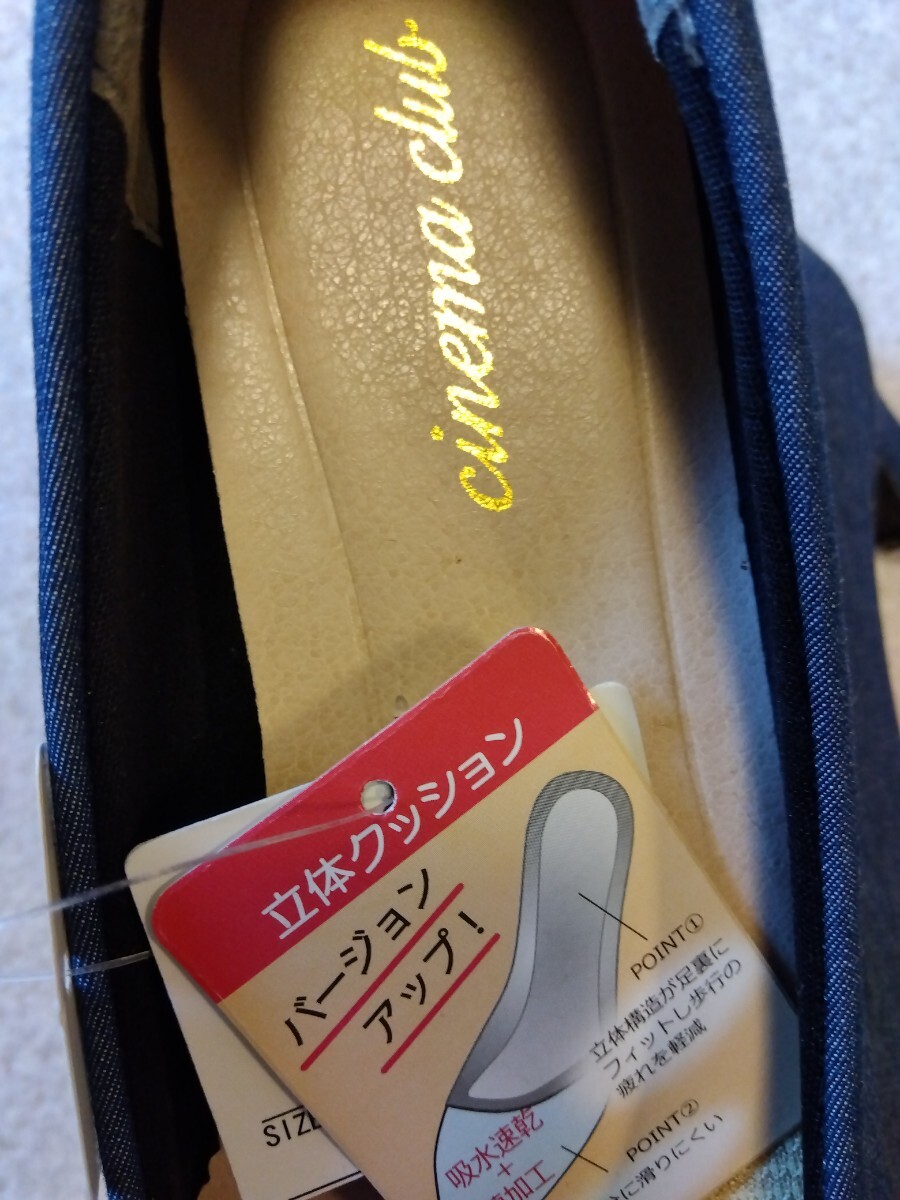 cinema club
立体クッション
バージョン
アップ!
POINT①
立体構造が足裏に
フィットし歩行の
疲れを軽減
POINT②
に滑りにくい
吸水速乾
+
加工
SIZE